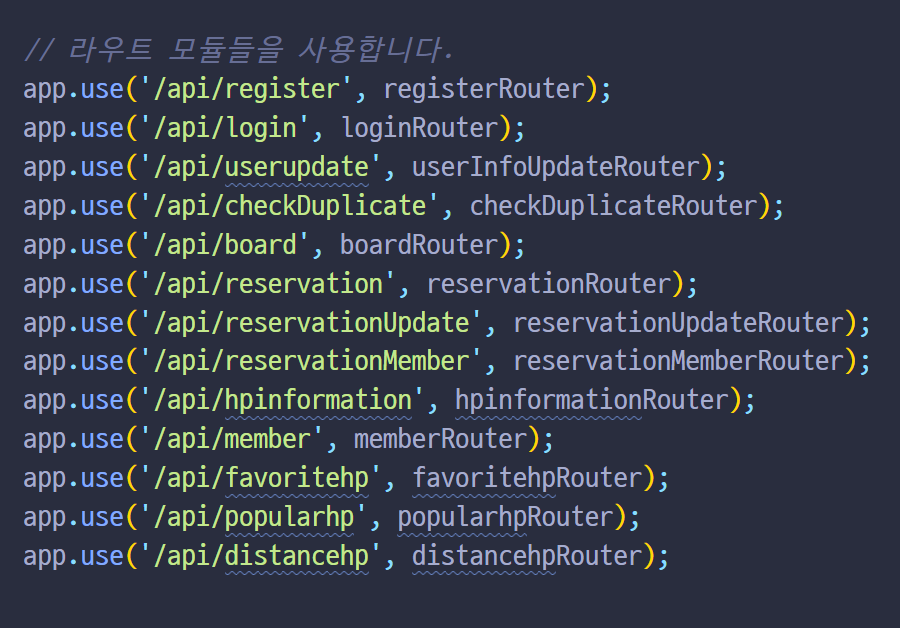 // 라우트 모듈들을 사용합니다.
app.use('/api/register', registerRouter);
app.use('/api/login', loginRouter);
app.use('/api/userupdate', userInfoUpdateRouter);
app.use('/api/checkDuplicate', checkDuplicateRouter);
app.use('/api/board', boardRouter);
app.use('/api/reservation', reservationRouter);
app.use('/api/reservationUpdate', reservationUpdateRouter);
app.use('/api/reservationMember', reservationMemberRouter);
app.use('/api/hpinformation', hpinformationRouter);
app.use('/api/member', memberRouter);
app.use('/api/favoritehp', favoritehpRouter);
app.use('/api/popularhp', popularhpRouter);
app.use('/api/distancehp', distancehpRouter);